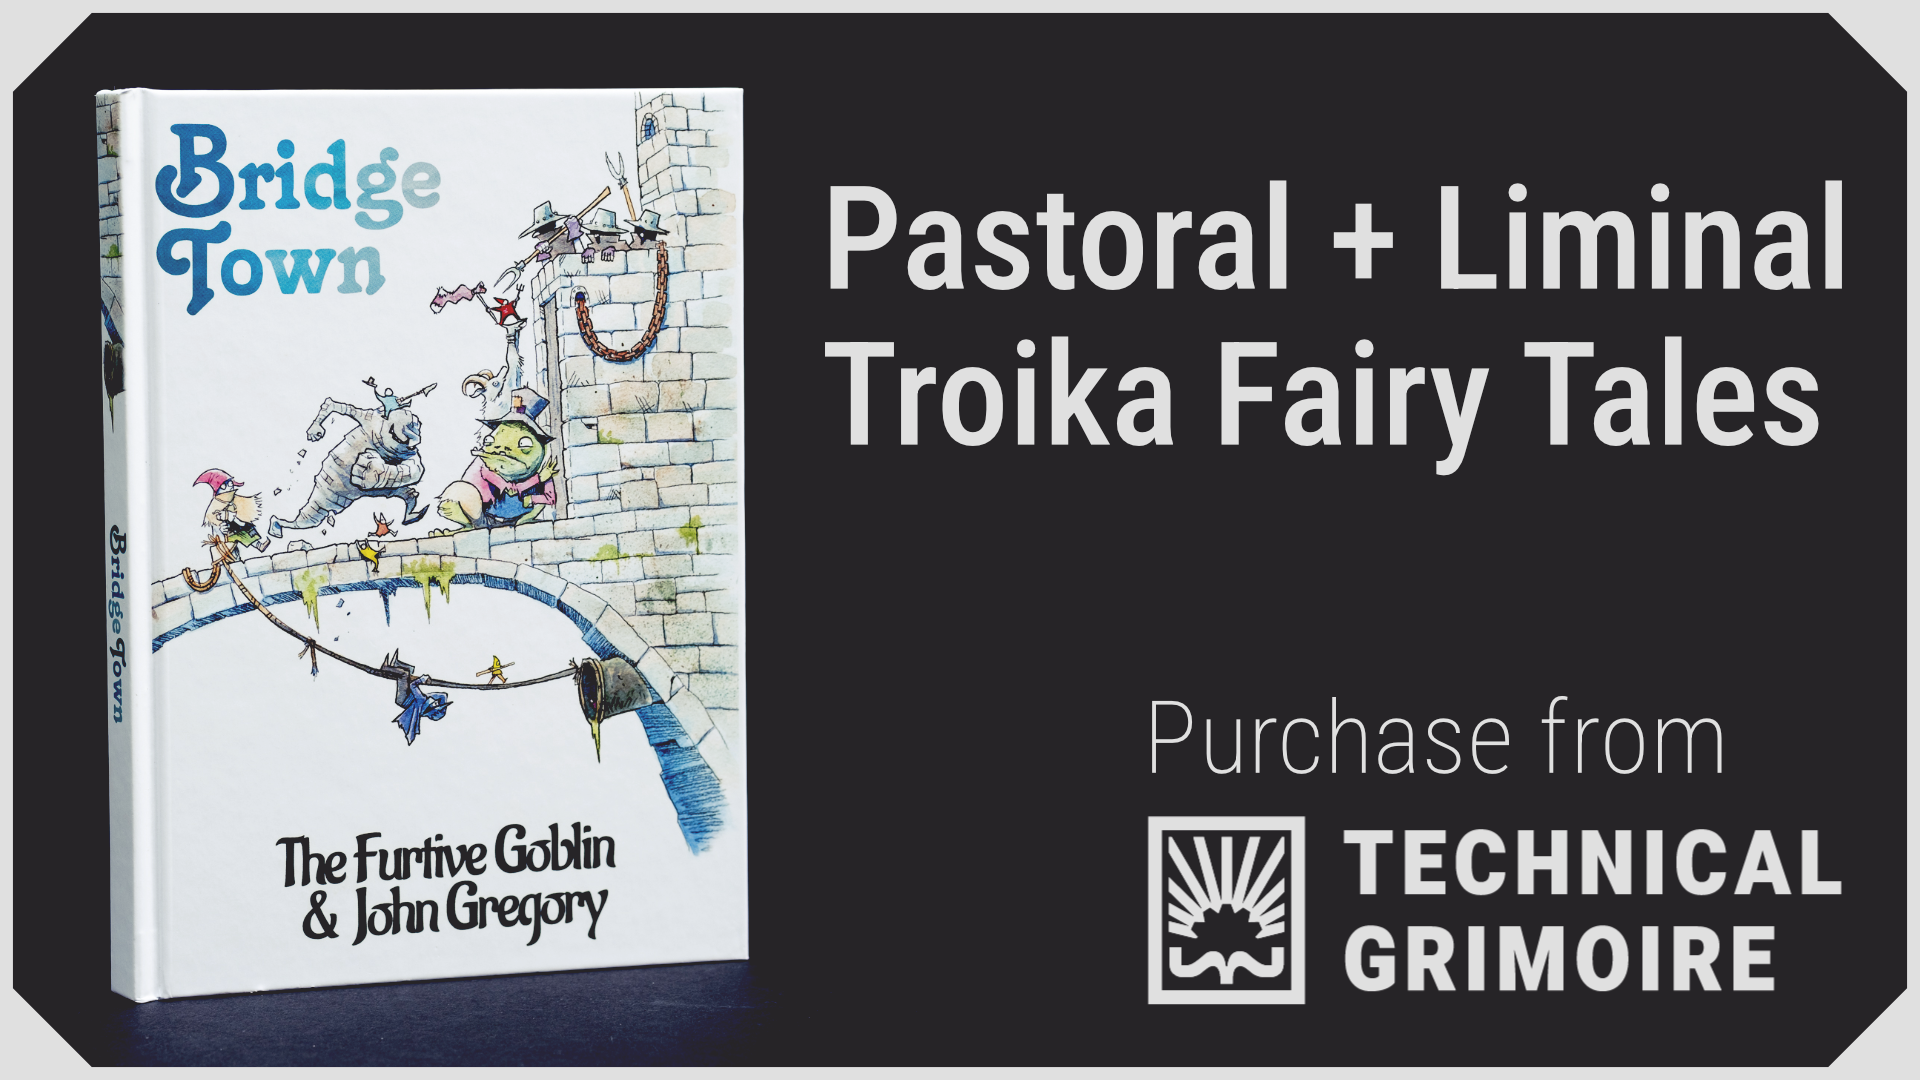 Bridge
Town
Bridge Town
The Furtive Goblin
& John Gregory
Pastoral + Liminal
Troika Fairy Tales
Purchase from
TECHNICAL
GRIMOIRE